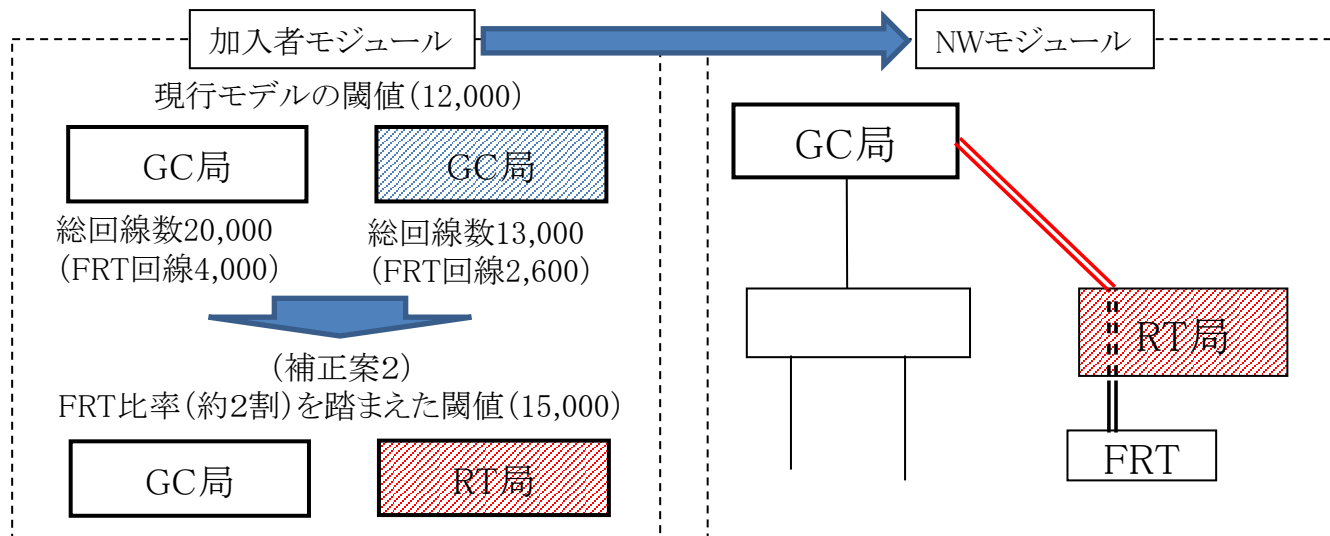 加入者モジュール
現行モデルの閾値(12,000)
GC局
GC局
総回線数20,000
(FRT回線4,000)
総回線数13,000
(FRT回線2,600)
(補正案2)
FRT比率(約2割)を踏まえた閾値(15,000)
GC局
RT局
NWモジュール
GC局
RT局
FRT